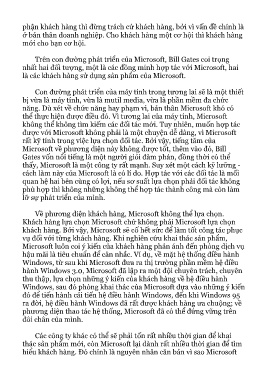 phận khách hàng thì đừng trách cứ khách hàng, bởi vì vấn đề chính là
ở bản thân doanh nghiệp. Cho khách hàng một cơ hội thì khách hàng
mới cho bạn cơ hội.
Trên con đường phát triển của Microsoft, Bill Gates coi trọng
nhất hai đối tượng, một là các đồng minh hợp tác với Microsoft, hai
là các khách hàng sử dụng sản phẩm của Microsoft.
Con đường phát triển của máy tính trong tương lai sẽ là một thiết
bị vừa là máy tính, vừa là mutil media, vừa là phần mềm đa chức
năng. Dù xét về chức năng hay phạm vi, bản thân Microsoft khó có
thể thực hiện được điều đó. Vì tương lai của máy tính, Microsoft
không thể không tìm kiếm các đối tác mới. Tuy nhiên, muốn hợp tác
được với Microsoft không phải là một chuyện dễ dàng, vì Microsoft
rất kỹ tính trong việc lựa chọn đối tác. Bởi vậy, tiếng tăm của
Microsoft về phương diện này không được tốt, thêm vào đó, Bill
Gates vốn nổi tiếng là một người giỏi đàm phán, đồng thời có thể
thấy, Microsoft là một công ty rất mạnh. Suy xét một cách kỹ lưỡng -
cách làm này của Microsoft là có lí do. Hợp tác với các đối tác là mối
quan hệ hai bên cùng có lợi, nếu sơ suất lựa chọn phải đối tác không
phù hợp thì không những không thể hợp tác thành công mà còn làm
lỡ sự phát triển của mình.
Về phương diện khách hàng, Microsoft không thể lựa chọn.
Khách hàng lựa chọn Microsoft chứ không phải Microsoft lựa chọn
khách hàng. Bởi vậy, Microsoft sẽ cố hết sức để làm tốt công tác phục
vụ đối với từng khách hàng. Khi nghiên cứu khai thác sản phẩm,
Microsoft luôn coi ý kiến của khách hàng phản ánh đến phòng dịch vụ
hậu mãi là tiêu chuẩn để cân nhắc. Ví dụ, về mặt hệ thống điều hành
Windows, từ sau khi Microsoft đưa ra thị trường phần mềm hệ điều
hành Windows 3.0, Microsoft đã lập ra một đội chuyên trách, chuyên
thu thập, lựa chọn những ý kiến của khách hàng về hệ điều hành
Windows, sau đó phòng khai thác của Microsoft dựa vào những ý kiến
đó để tiến hành cải tiến hệ điều hành Windows, đến khi Windows 95
ra đời, hệ điều hành Windows đã rất được khách hàng ưa chuộng; về
phương diện thao tác hệ thống, Microsoft đã có thể đứng vững trên
đôi chân của mình.
Các công ty khác có thể sẽ phải tốn rất nhiều thời gian để khai
thác sản phẩm mới, còn Microsoft lại dành rất nhiều thời gian để tìm
hiểu khách hàng. Đó chính là nguyên nhân căn bản vì sao Microsoft